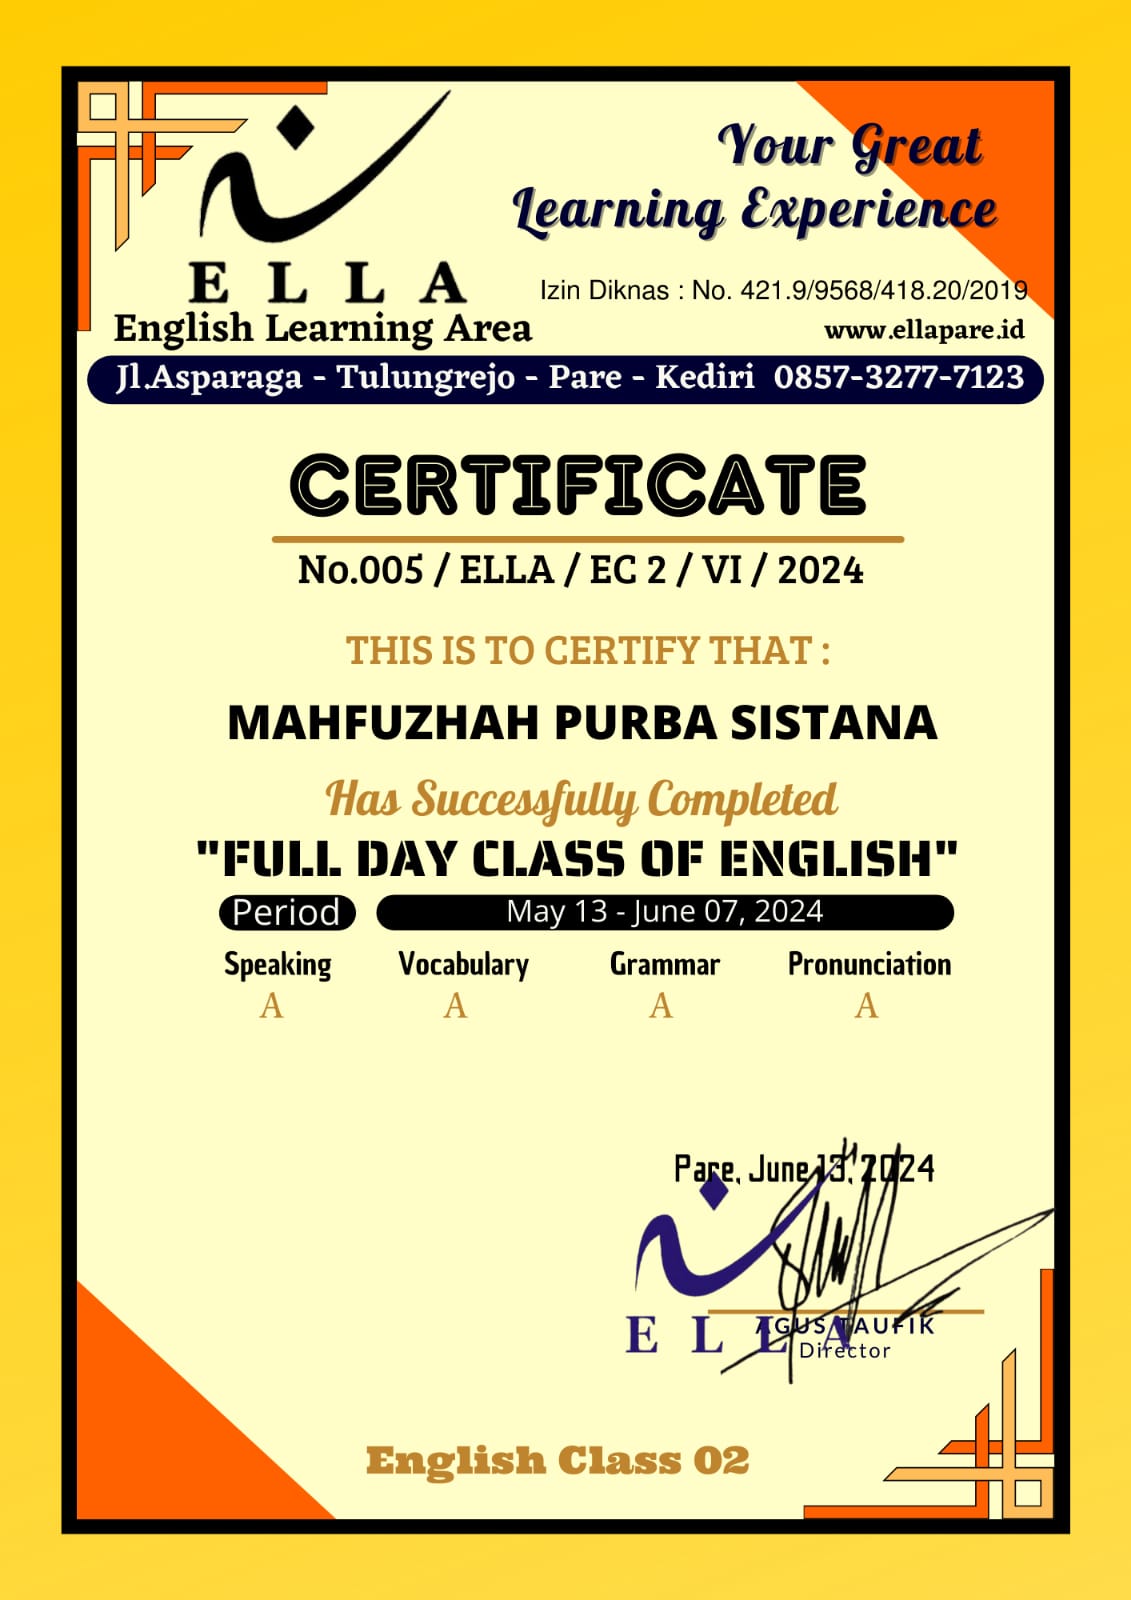 Your Great
Learning Experience
ELLA
English Learning Area
Izin Diknas : No. 421.9/9568/418.20/2019
www.ellapare.id
Jl.Asparaga - Tulungrejo - Pare - Kediri 0857-3277-7123
CERTIFICATE
No.005 / ELLA / EC 2 / VI / 2024
THIS IS TO CERTIFY THAT :
MAHFUZHAH PURBA SISTANA
Has Successfully Completed
"FULL DAY CLASS OF ENGLISH"
Period May 13 - June 07, 2024
Speaking Vocabulary Grammar Pronunciation
A A A A
Pare, June 13, 2024
ELLA
AGUS TAUFIK
Director
English Class 02